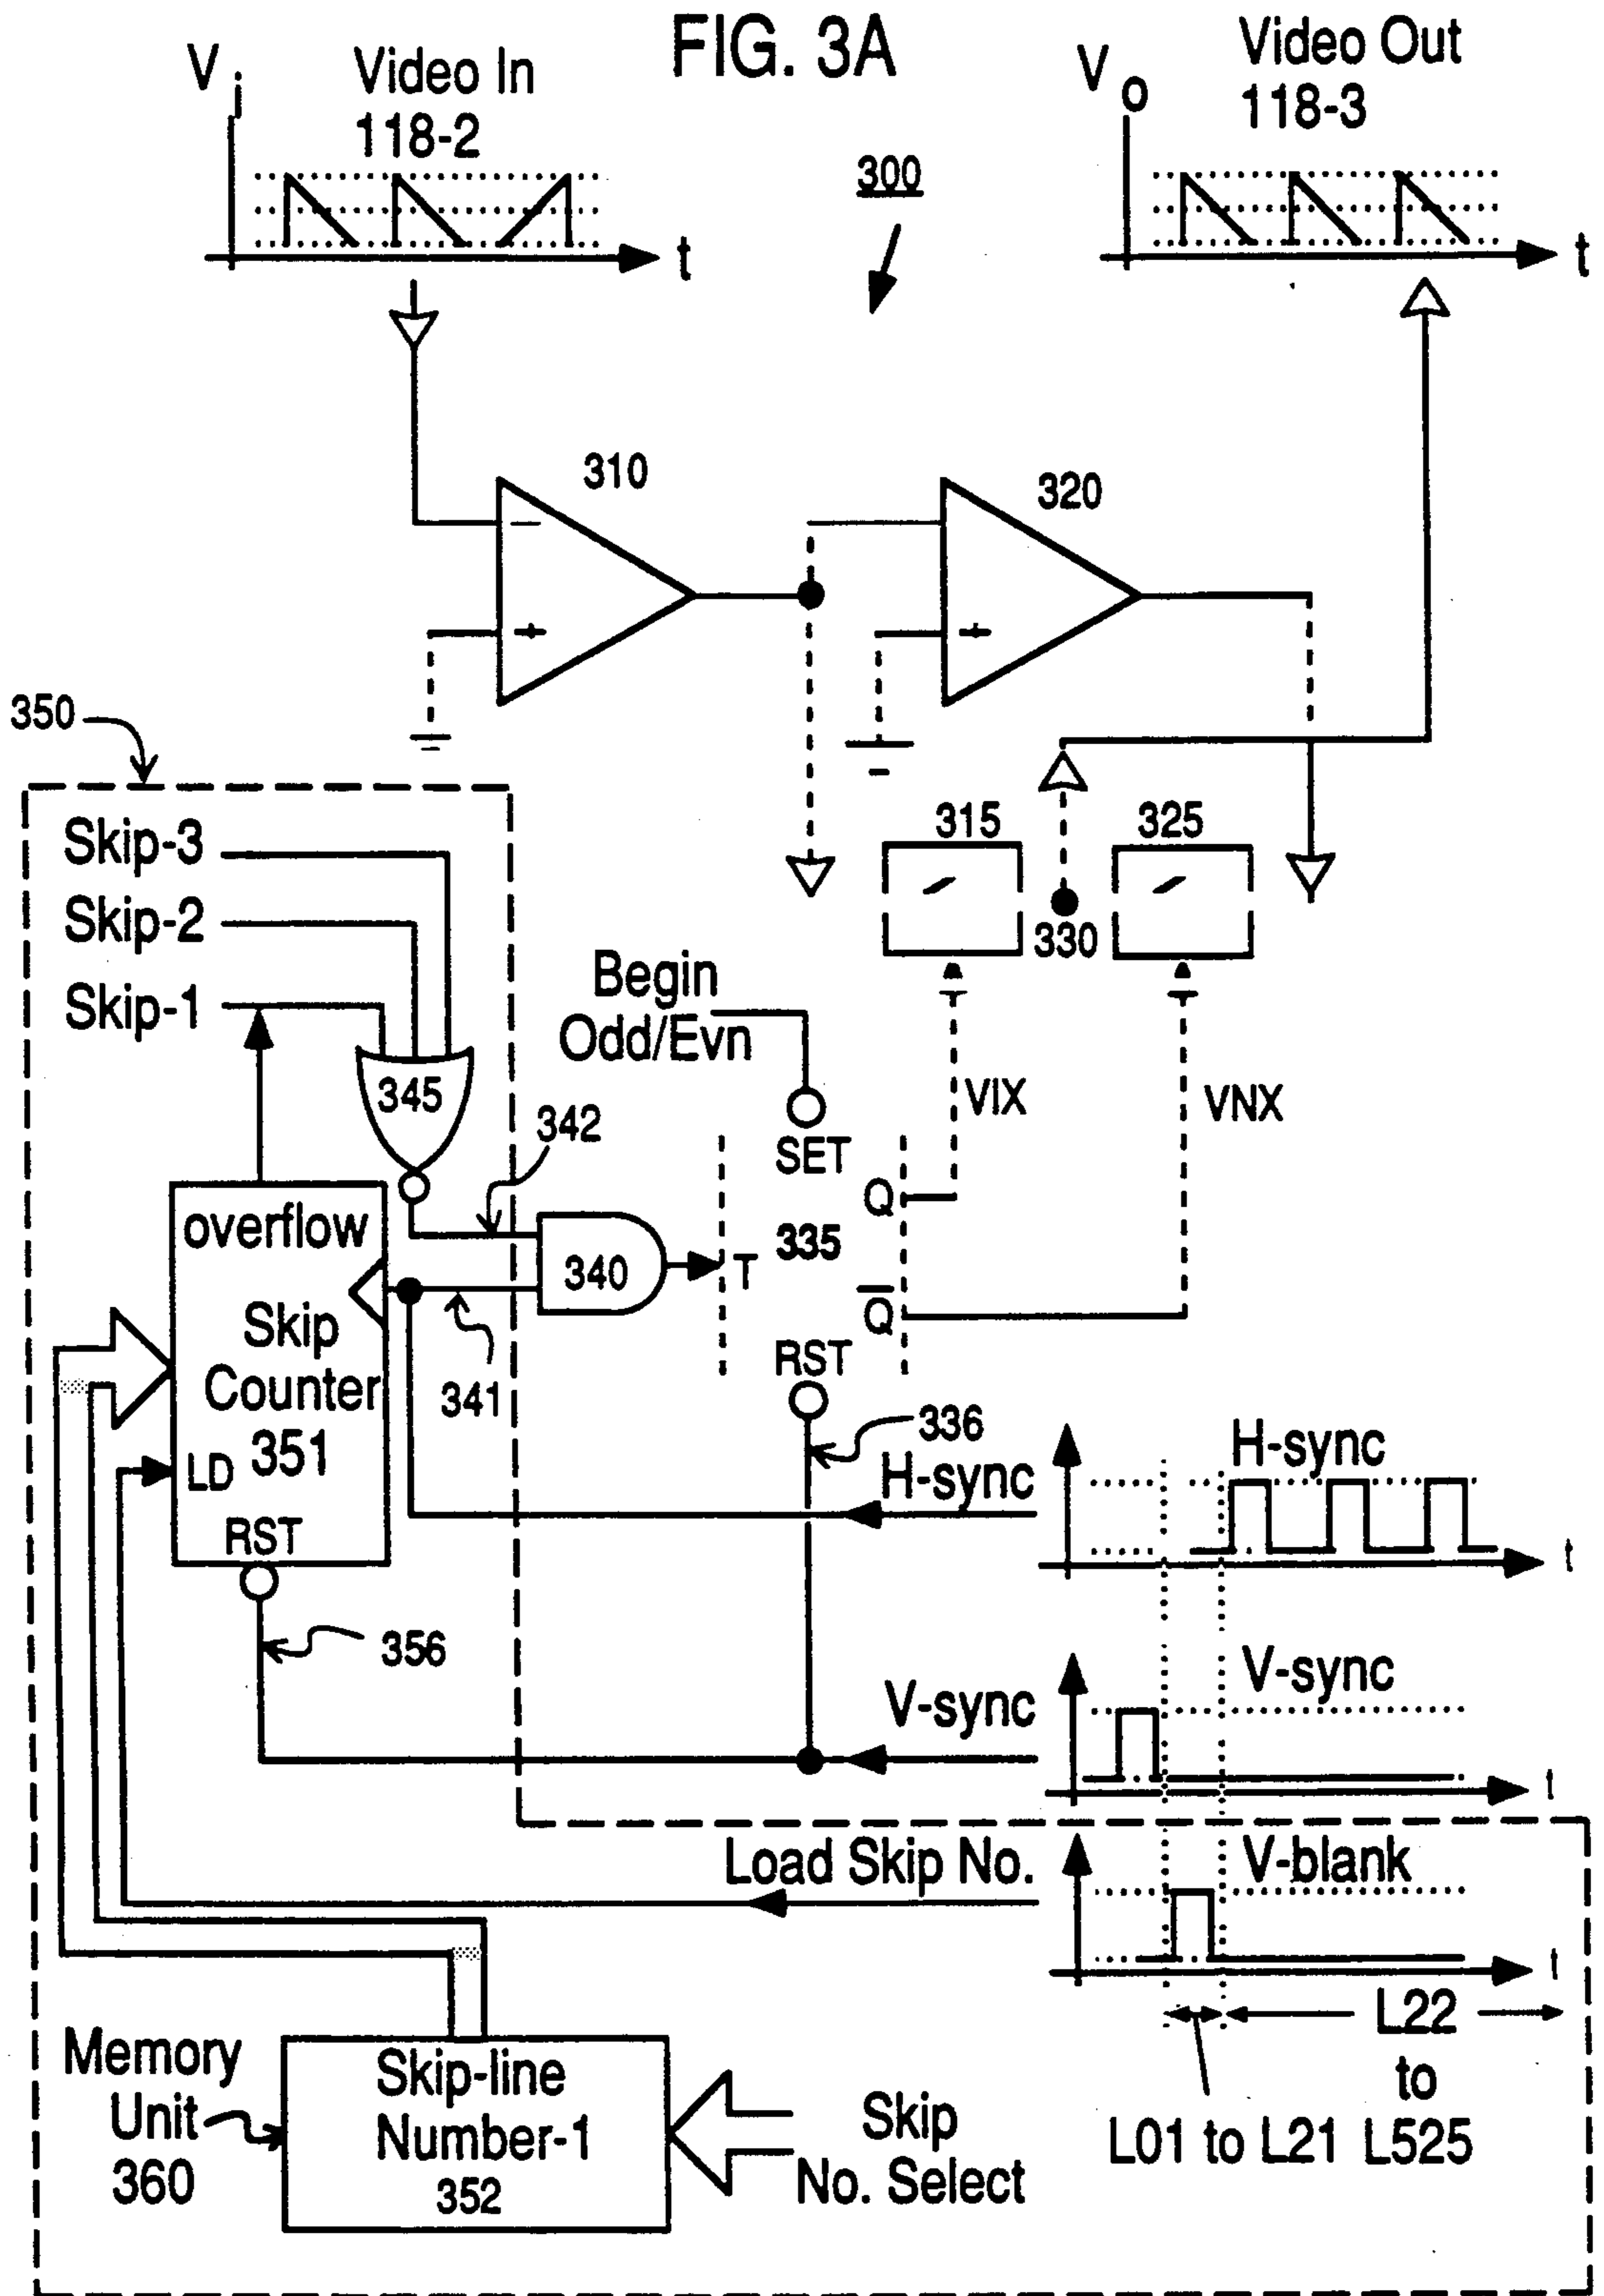 FIG. 3A
Vi
Video In
118-2
t
300
VO
Video Out
118-3
t
310
−
+
320
+
350
Skip-3
Skip-2
Skip-1
345
315
325
330
Begin
Odd/Evn
VIX
VNX
342
SET
Q
335
T
Q
RST
overflow
340
Skip
Counter
351
LD
RST
341
336
H-sync
H-sync
t
356
V-sync
V-sync
t
Load Skip No.
V-blank
t
L22
to
L525
L01 to L21
Memory
Unit
360
Skip-line
Number-1
352
Skip
No. Select